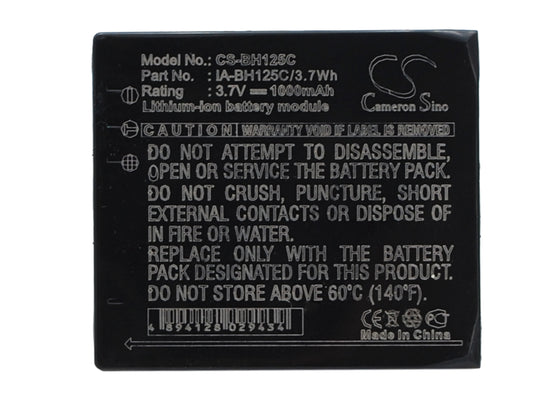 Model No.: CS-BH125C
Part No. : IA-BH125C/3.7Wh
Rating : 3.7V⎓ 1000mAh
Lithium-ion battery module
CS
Cameron Sino
WARRANTY VOID IF LABEL REMOVED
DO NOT ATTEMPT TO DISASSEMBLE,
OPEN OR SERVICE THE BATTERY PACK.
DO NOT CRUSH, PUNCTURE, SHORT
EXTERNAL CONTACTS OR DISPOSE OF
IN FIRE OR WATER.
REPLACE ONLY WITH THE BATTERY
PACK DESIGNATED FOR THIS PRODUCT.
DO NOT STORE ABOVE 60°C (140°F).
4 894128 029434
CE
Made In China